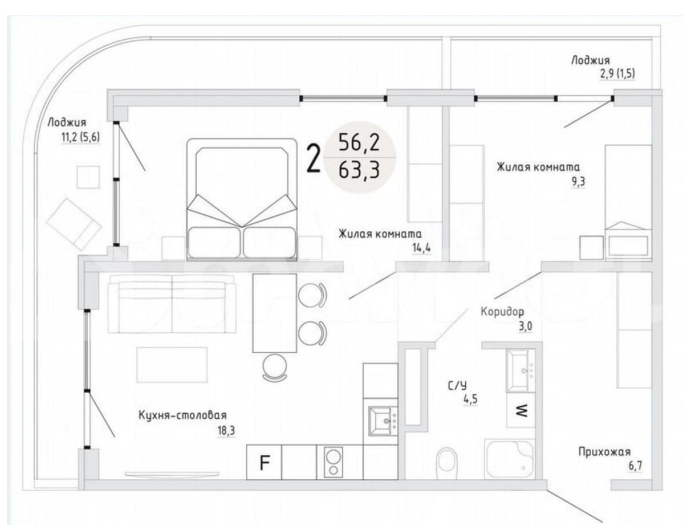 Лоджия
2,9 (1,5)
Лоджия
11,2 (5,6)
2
56,2
63,3
Жилая комната
9,3
Жилая комната
14,4
Коридор
3,0
С/У
4,5
W
Кухня-столовая
18,3
F
Прихожая
6,7